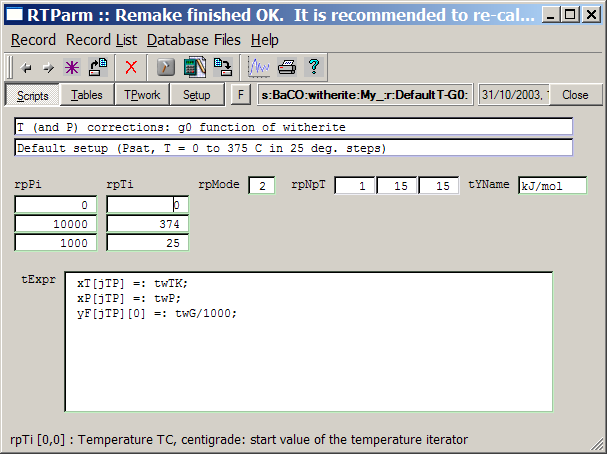 RTParm :: Remake finished OK.  It is recommended to re-cal...
Record Record List Database Files Help
?
Scripts Tables TPwork Setup F s:BaCO:witherite:My_:r:Default T-G0: 31/10/2003, Close
T (and P) corrections: g0 function of witherite
Default setup (Psat, T = 0 to 375 C in 25 deg. steps)
rpPi rpTi rpMode 2 rpNpT 1 15 15 tYName kJ/mol
0 0
10000 374
1000 25
tExpr xT[jTP] =: twTK;
xP[jTP] =: twP;
yF[jTP][0] =: twG/1000;
rpTi [0,0] : Temperature TC, centigrade: start value of the temperature iterator